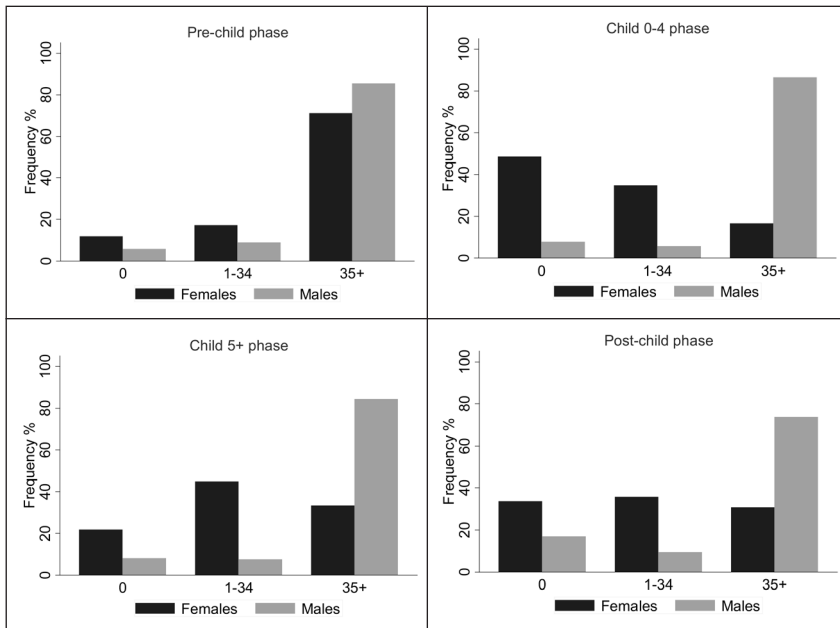 Pre-child phase
Frequency %
100
80
60
40
20
0
0 1-34 35+
Females Males
Child 0-4 phase
Frequency %
100
80
60
40
20
0
0 1-34 35+
Females Males
Child 5+ phase
Frequency %
100
80
60
40
20
0
0 1-34 35+
Females Males
Post-child phase
Frequency %
100
80
60
40
20
0
0 1-34 35+
Females Males